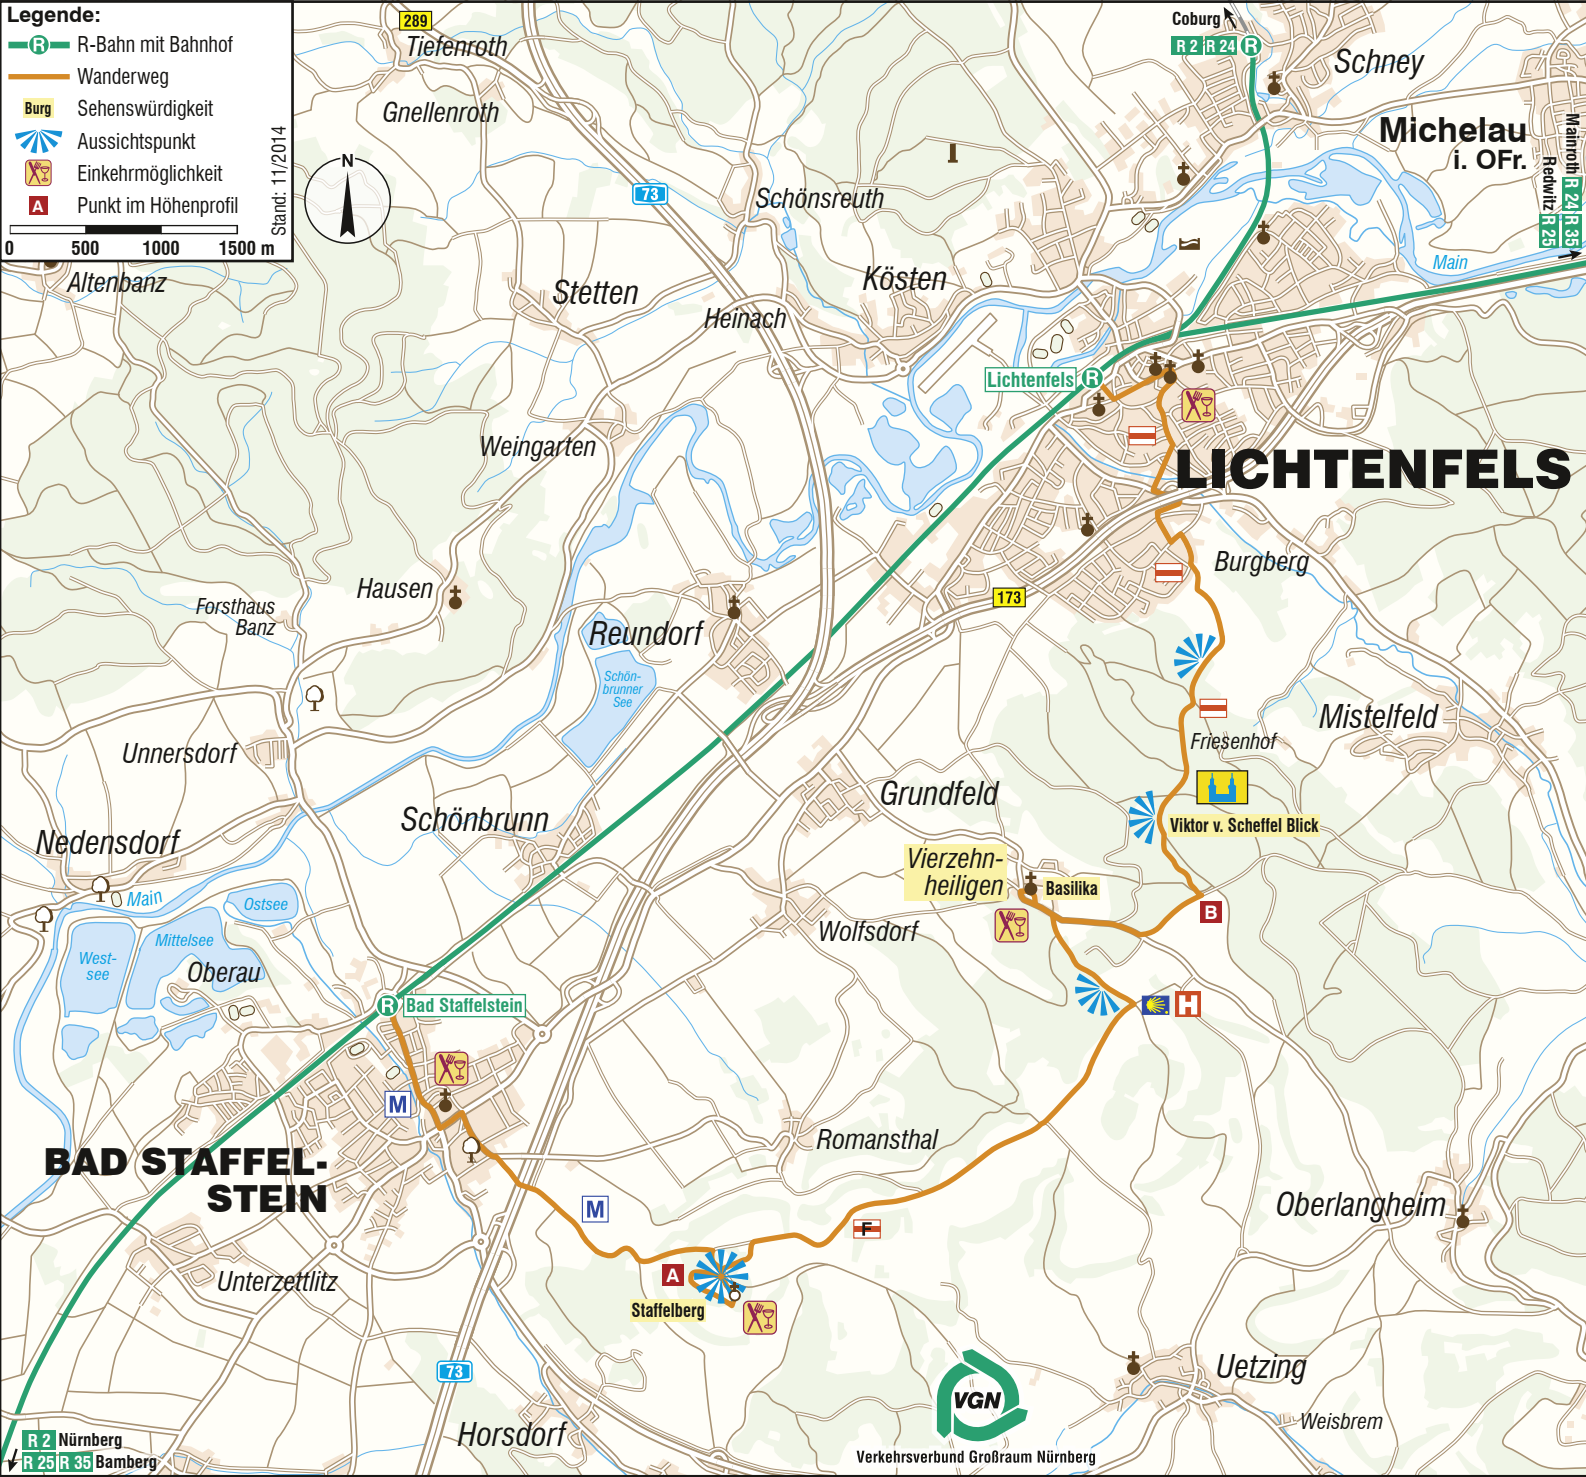 Legende:
R
R-Bahn mit Bahnhof
Wanderweg
Burg
Sehenswürdigkeit
Aussichtspunkt
Einkehrmöglichkeit
A
Punkt im Höhenprofil
0 500 1000 1500 m
Stand: 11/2014
N
289
Tiefenroth
Gnellenroth
73
Schönsreuth
Coburg
R 2 R 24 R
Schney
Michelau
i. OFr.
Mainroth R 24 R 35
Redwitz R 25
Main
Altenbanz
Stetten
Kösten
Heinach
Lichtenfels R
LICHTENFELS
Weingarten
Hausen
Forsthaus
Banz
Reundorf
173
Burgberg
Schön-
brunner
See
Mistelfeld
Friesenhof
Unnersdorf
Grundfeld
Schönbrunn
Viktor v. Scheffel Blick
Nedensdorf
Vierzehn-
heiligen
Basilika
Main
Ostsee
B
Mittelsee
West-
see
Wolfsdorf
Oberau
R Bad Staffelstein
H
M
Romansthal
BAD STAFFEL-
STEIN
M
F
Oberlangheim
A
Unterzettlitz
Staffelberg
73
Uetzing
VGN
Weisbrem
Horsdorf
R 2 Nürnberg
R 25 R 35 Bamberg
Verkehrsverbund Großraum Nürnberg